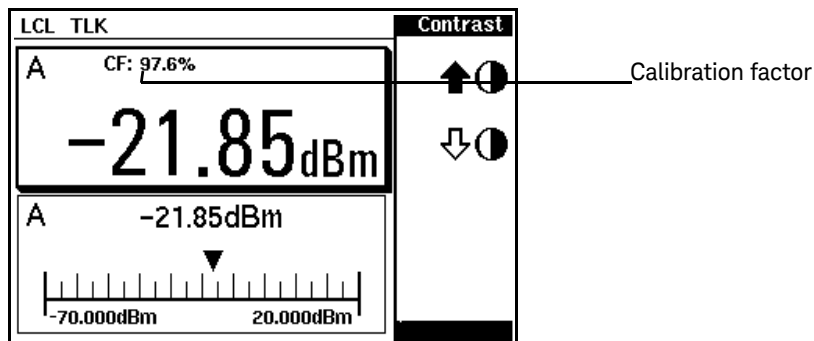 LCL TLK
Contrast
A
CF: 97.6%
-21.85dBm
Calibration factor
A
-21.85dBm
-70.000dBm
20.000dBm